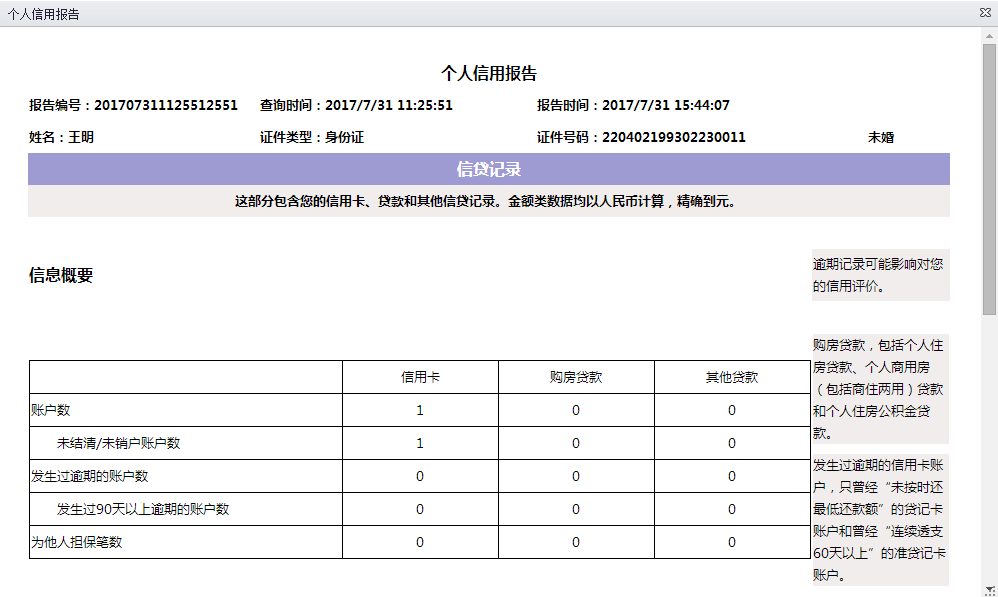 个人信用报告
个人信用报告
报告编号：201707311125512551 查询时间：2017/7/31 11:25:51 报告时间：2017/7/31 15:44:07
姓名：王明 证件类型：身份证 证件号码：220402199302230011 未婚
信贷记录
这部分包含您的信用卡、贷款和其他信贷记录。金额类数据均以人民币计算，精确到元。
信息概要
逾期记录可能影响对您
的信用评价。
购房贷款，包括个人住
房贷款、个人商用房
（包括商住两用）贷款
和个人住房公积金贷
款。
信用卡 购房贷款 其他贷款
账户数 1 0 0
未结清/未销户账户数 1 0 0
发生过逾期的账户数 0 0 0
发生过90天以上逾期的账户数 0 0 0
为他人担保笔数 0 0 0
发生过逾期的信用卡账
户，只曾经“未按时还
最低还款额”的贷记卡
账户和曾经“连续透支
60天以上”的准贷记卡
账户。